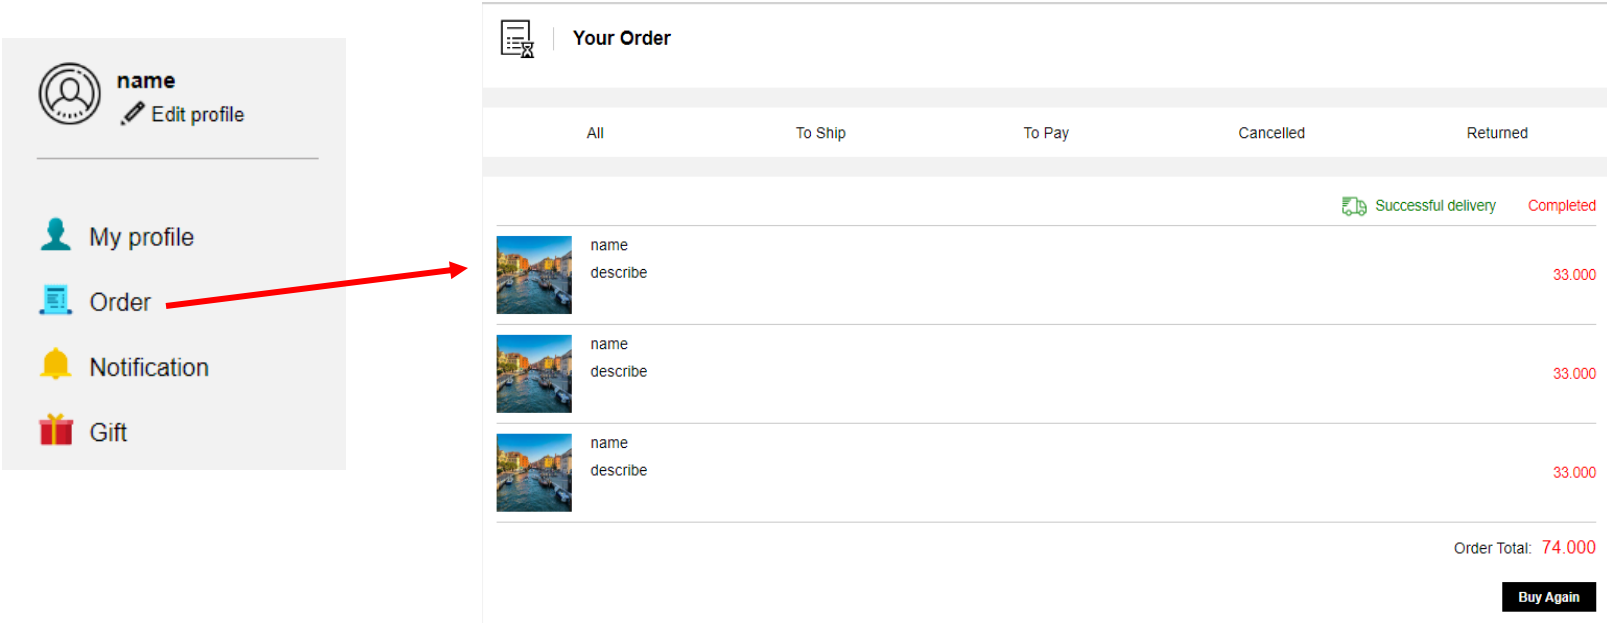 name
Edit profile
My profile
Order
Notification
Gift
Your Order
All To Ship To Pay Cancelled Returned
Successful delivery Completed
name
describe
33.000
name
describe
33.000
name
describe
33.000
Order Total: 74.000
Buy Again